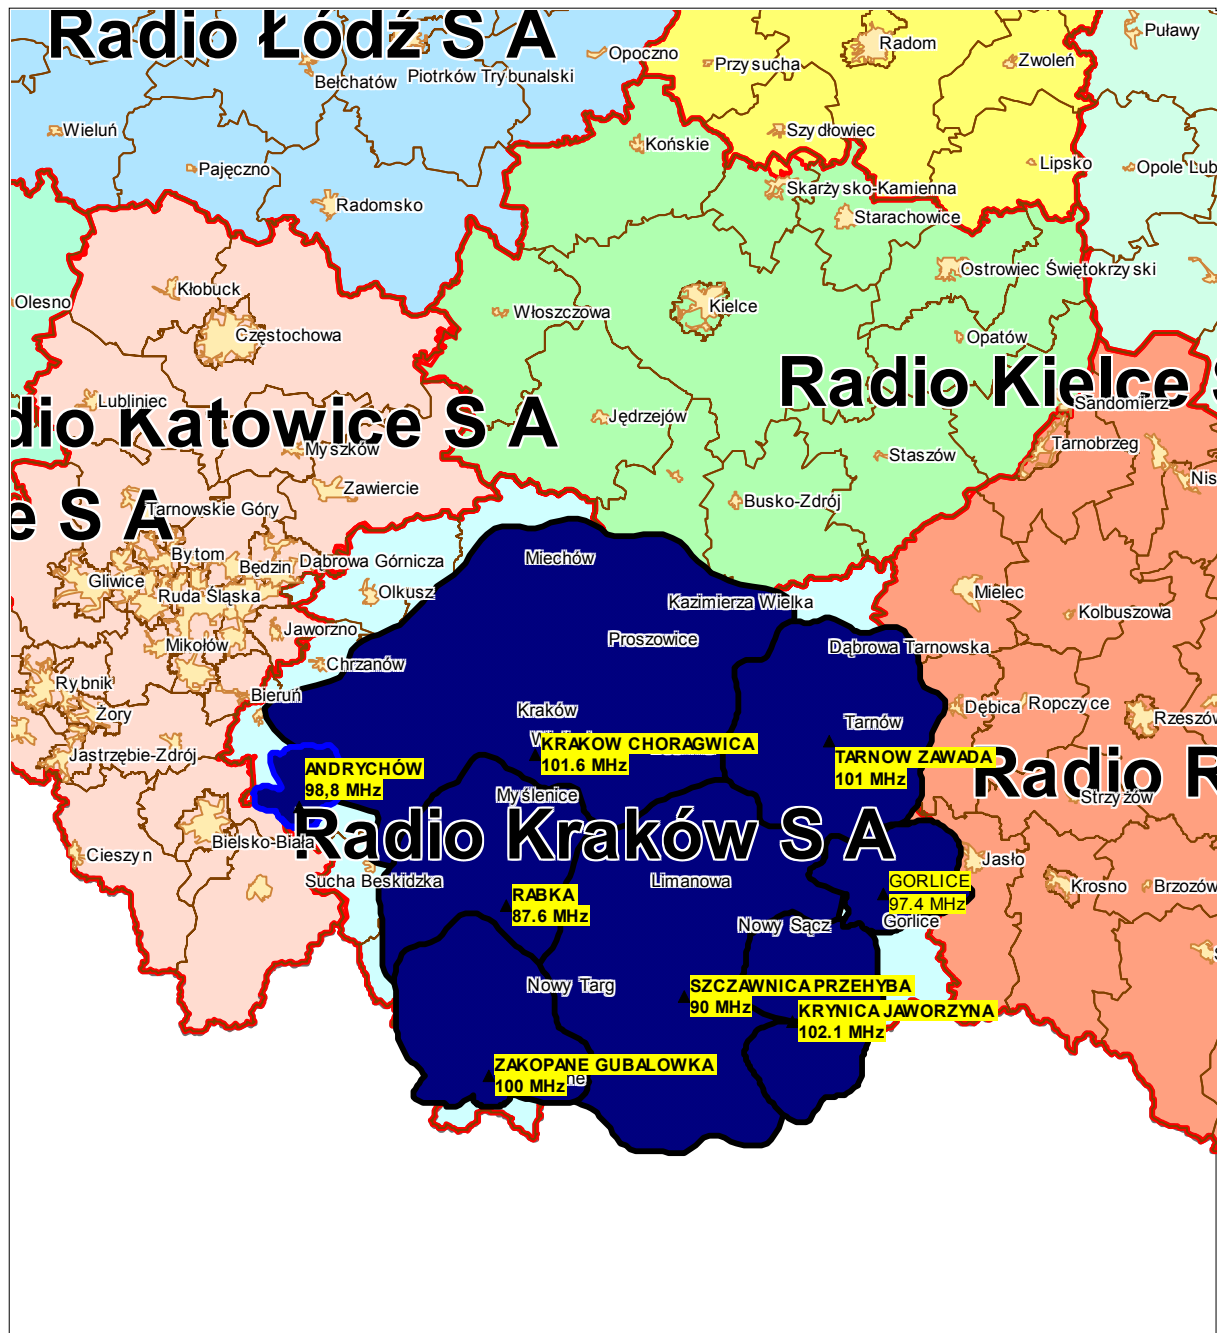 Radio Łódź S A
Opoczno
Radom
Puławy
Przysucha
Zwoleń
Bełchatów
Piotrków Trybunalski
Wieluń
Szydłowiec
Końskie
Pajęczno
Lipsko
Opole Lub
Radomsko
Skarżysko-Kamienna
Starachowice
Ostrowiec Świętokrzyski
Kłobuck
Olesno
Włoszczowa
Kielce
Częstochowa
Opatów
Radio Kielce S
Lubliniec
Sandomierz
dio Katowice S A
Jędrzejów
Tarnobrzeg
Myszków
Staszów
Nis
Zawiercie
Busko-Zdrój
Tarnowskie Góry
e S A
Bytom
Będzin
Dąbrowa Górnicza
Miechów
Gliwice
Ruda Śląska
Olkusz
Mielec
Kazimierza Wielka
Kolbuszowa
Jaworzno
Proszowice
Mikołów
Dąbrowa Tarnowska
Chrzanów
Rybnik
Bieruń
Żory
Kraków
Tarnów
Dębica
Ropczyce
Rzeszów
Jastrzębie-Zdrój
KRAKOW CHORAGWICA
101.6 MHz
TARNOW ZAWADA
101 MHz
ANDRYCHÓW
98,8 MHz
Radio R
Myślenice
Strzyżów
Radio Kraków S A
Bielsko-Biała
Cieszyn
Jasło
Sucha Beskidzka
Limanowa
GORLICE
97.4 MHz
Krosno
Brzozów
RABKA
87.6 MHz
Gorlice
Nowy Sącz
Nowy Targ
SZCZAWNICA PRZEHYBA
90 MHz
KRYNICA JAWORZYNA
102.1 MHz
ZAKOPANE GUBALOWKA
100 MHz
ne